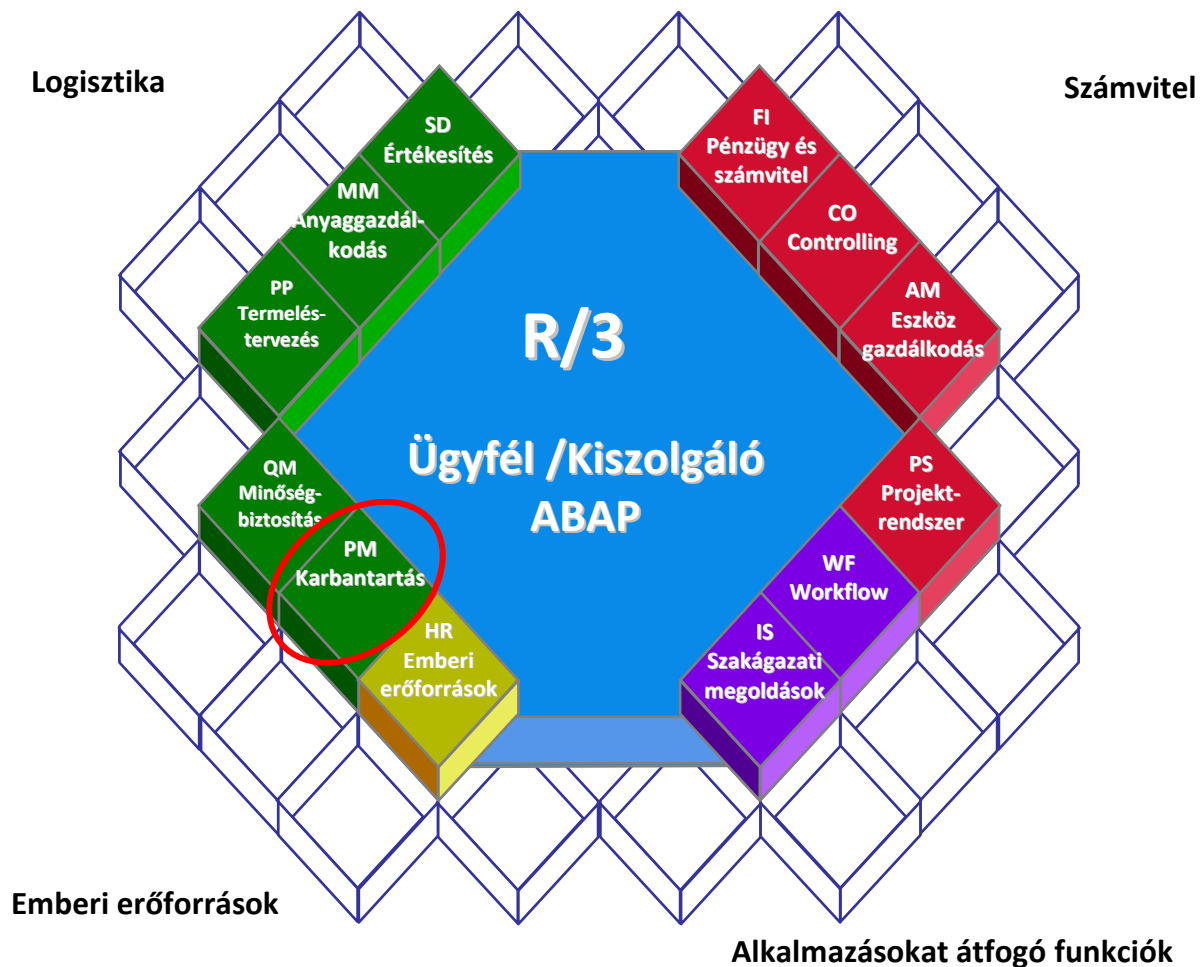 Logisztika
Számvitel
SD
Értékesítés
MM
Anyaggazdál-
kodás
PP
Termelés-
tervezés
FI
Pénzügy és
számvitel
CO
Controlling
AM
Eszköz
gazdálkodás
R/3
Ügyfél /Kiszolgáló
ABAP
QM
Minőség-
biztosítás
PM
Karbantartás
HR
Emberi
erőforrások
PS
Projekt-
rendszer
WF
Workflow
IS
Szakágazati
megoldások
Emberi erőforrások
Alkalmazásokat átfogó funkciók